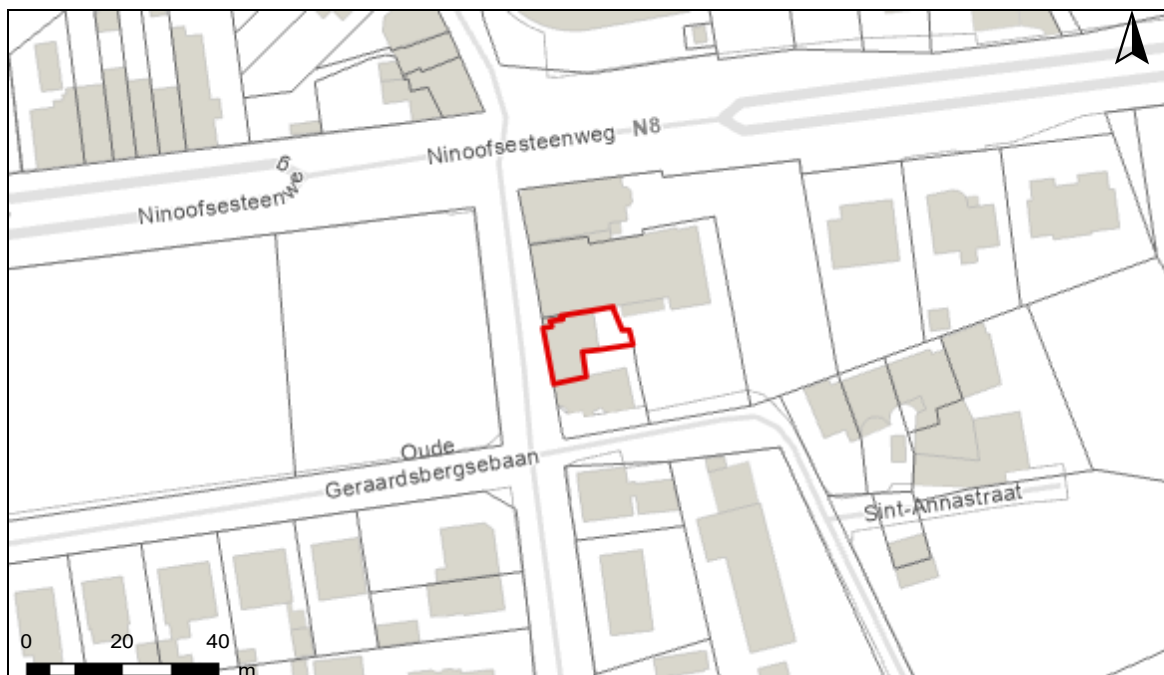 Ninoofsesteenweg N8
Ninoofsesteenweg
Oude
Geraardsbergsebaan
Sint-Annastraat
0 20 40
m